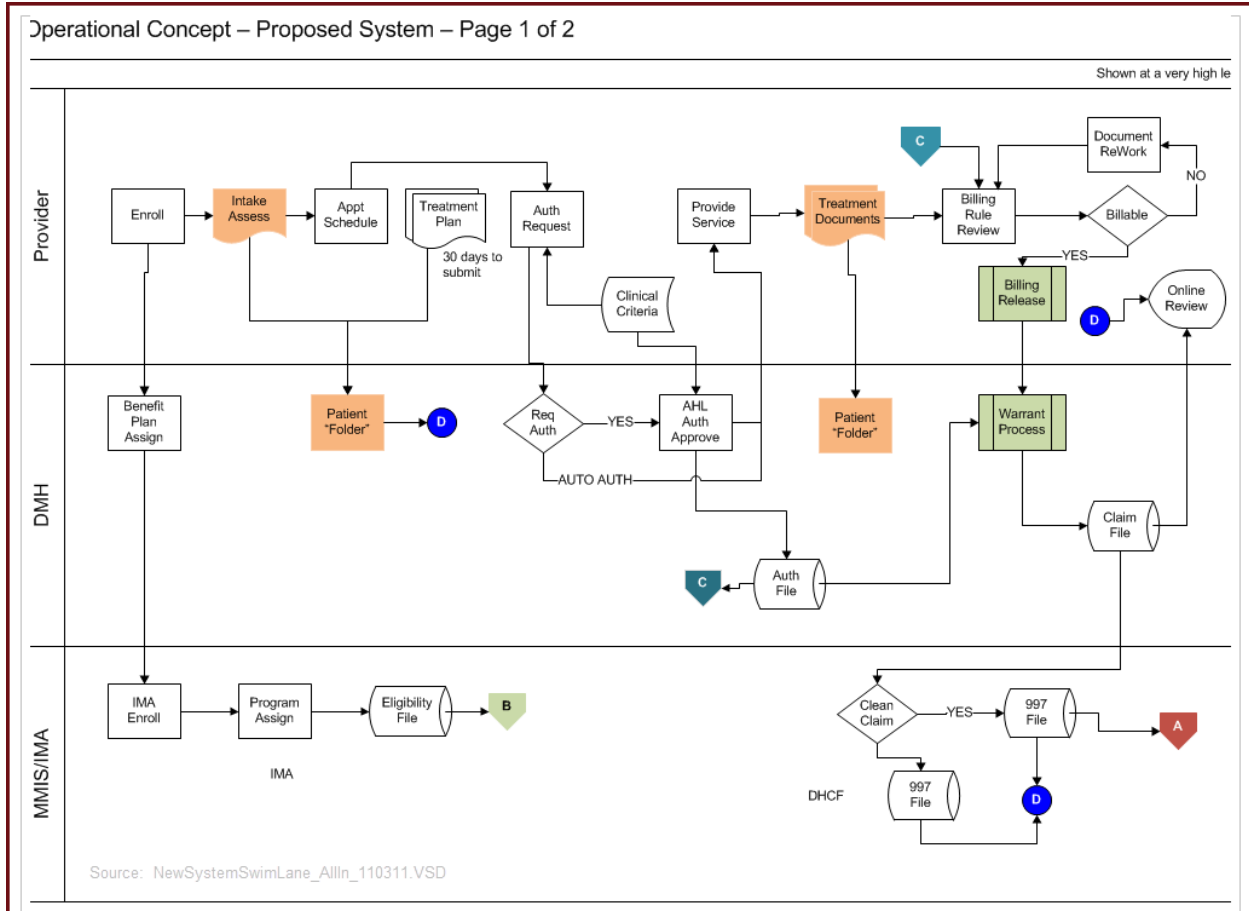 Operational Concept – Proposed System – Page 1 of 2
Shown at a very high le
Provider
Enroll
Intake
Assess
Appt
Schedule
Treatment
Plan
30 days to
submit
Auth
Request
Clinical
Criteria
Provide
Service
Treatment
Documents
C
Billing
Rule
Review
Document
ReWork
NO
Billable
YES
Billing
Release
D
Online
Review
DMH
Benefit
Plan
Assign
Patient
“Folder”
D
Req
Auth
YES
AUTO AUTH
AHL
Auth
Approve
Patient
“Folder”
Warrant
Process
Claim
File
C
Auth
File
MMIS/IMA
IMA
Enroll
Program
Assign
Eligibility
File
B
IMA
Clean
Claim
YES
997
File
A
DHCF
997
File
D
Source: NewSystemSwimLane_AllIn_110311.VSD